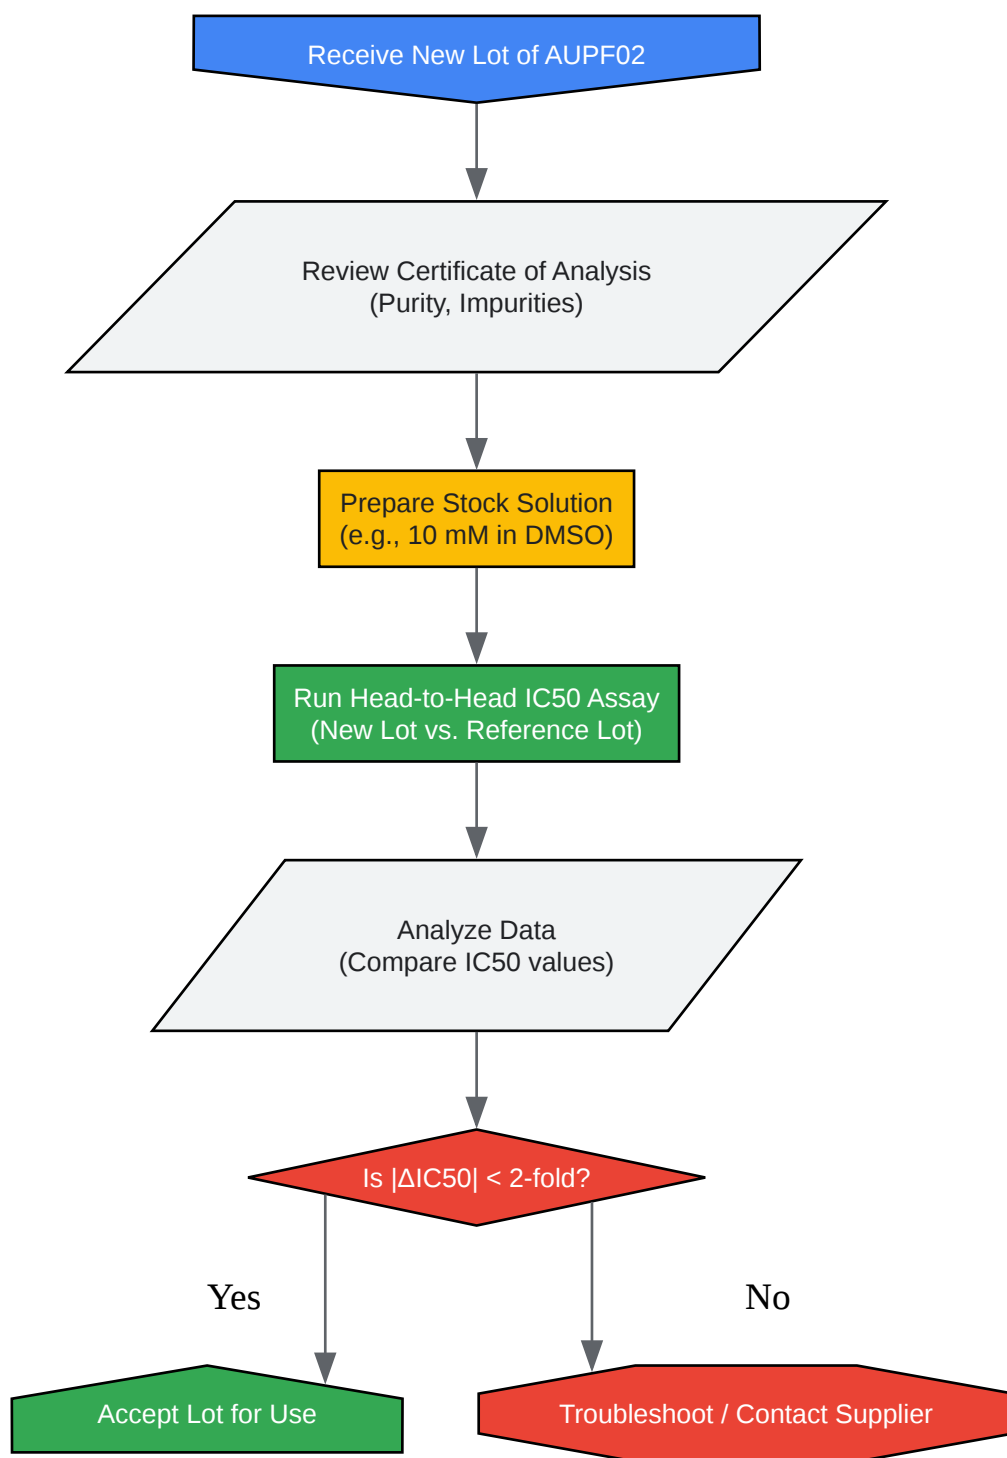 Receive New Lot of AUPF02
Review Certificate of Analysis
(Purity, Impurities)
Prepare Stock Solution
(e.g., 10 mM in DMSO)
Run Head-to-Head IC50 Assay
(New Lot vs. Reference Lot)
Analyze Data
(Compare IC50 values)
Is |ΔIC50| < 2-fold?
Yes
No
Accept Lot for Use
Troubleshoot / Contact Supplier